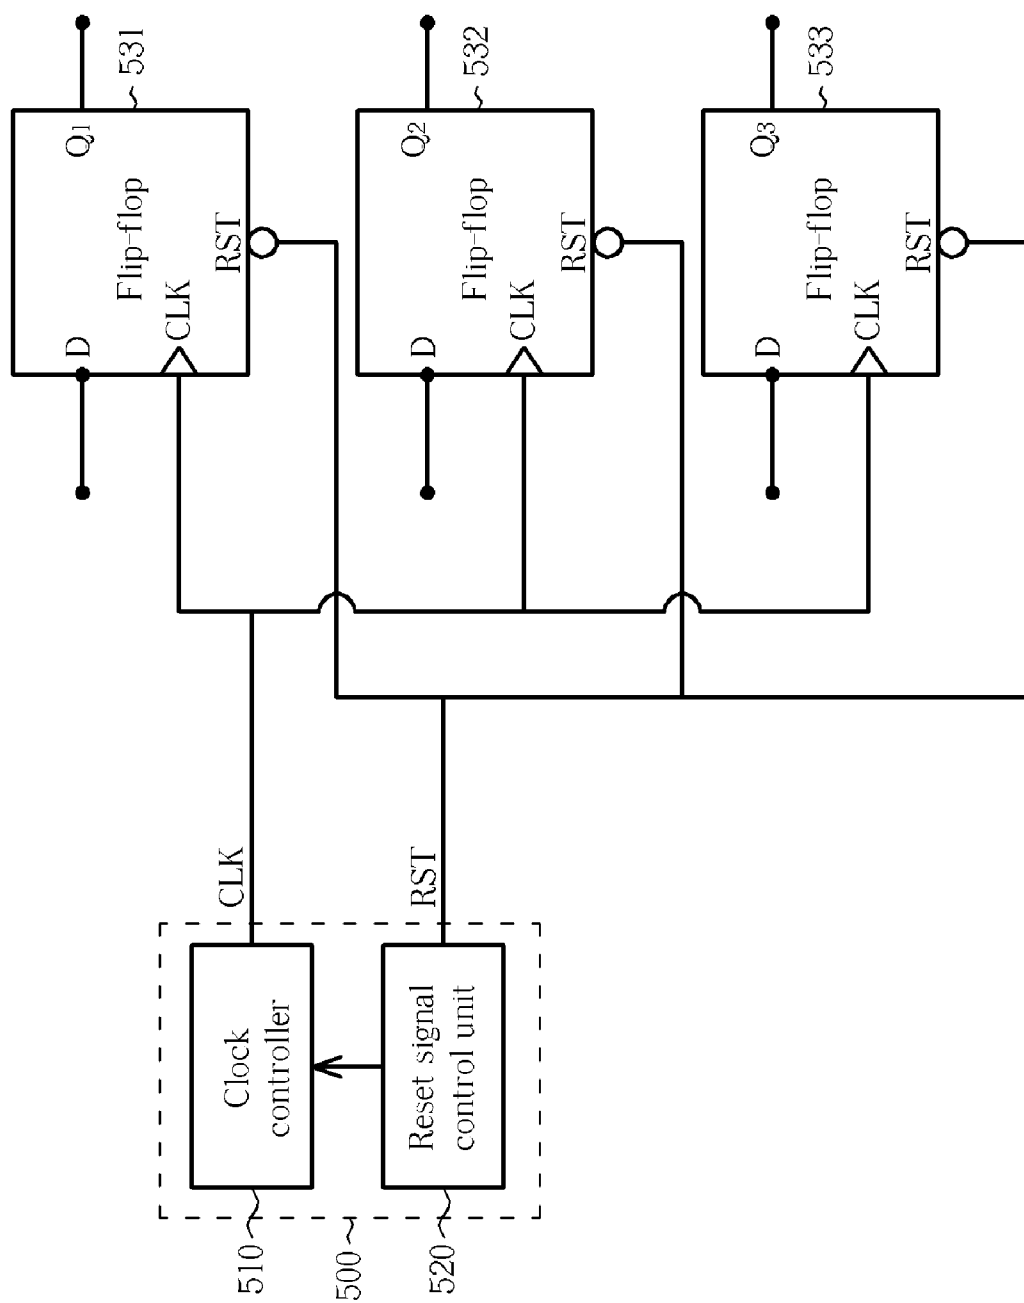 510
500
520
Clock
controller
Reset signal
control unit
CLK
RST
D
Q1
Flip-flop
CLK
RST
531
D
Q2
Flip-flop
CLK
RST
532
D
Q3
Flip-flop
CLK
RST
533